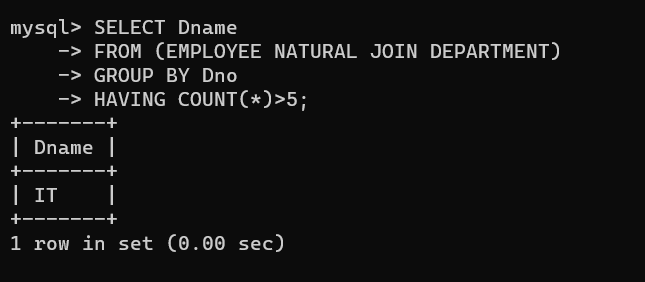 mysql> SELECT Dname
    -> FROM (EMPLOYEE NATURAL JOIN DEPARTMENT)
    -> GROUP BY Dno
    -> HAVING COUNT(*)>5;
+-------+
| Dname |
+-------+
| IT    |
+-------+
1 row in set (0.00 sec)